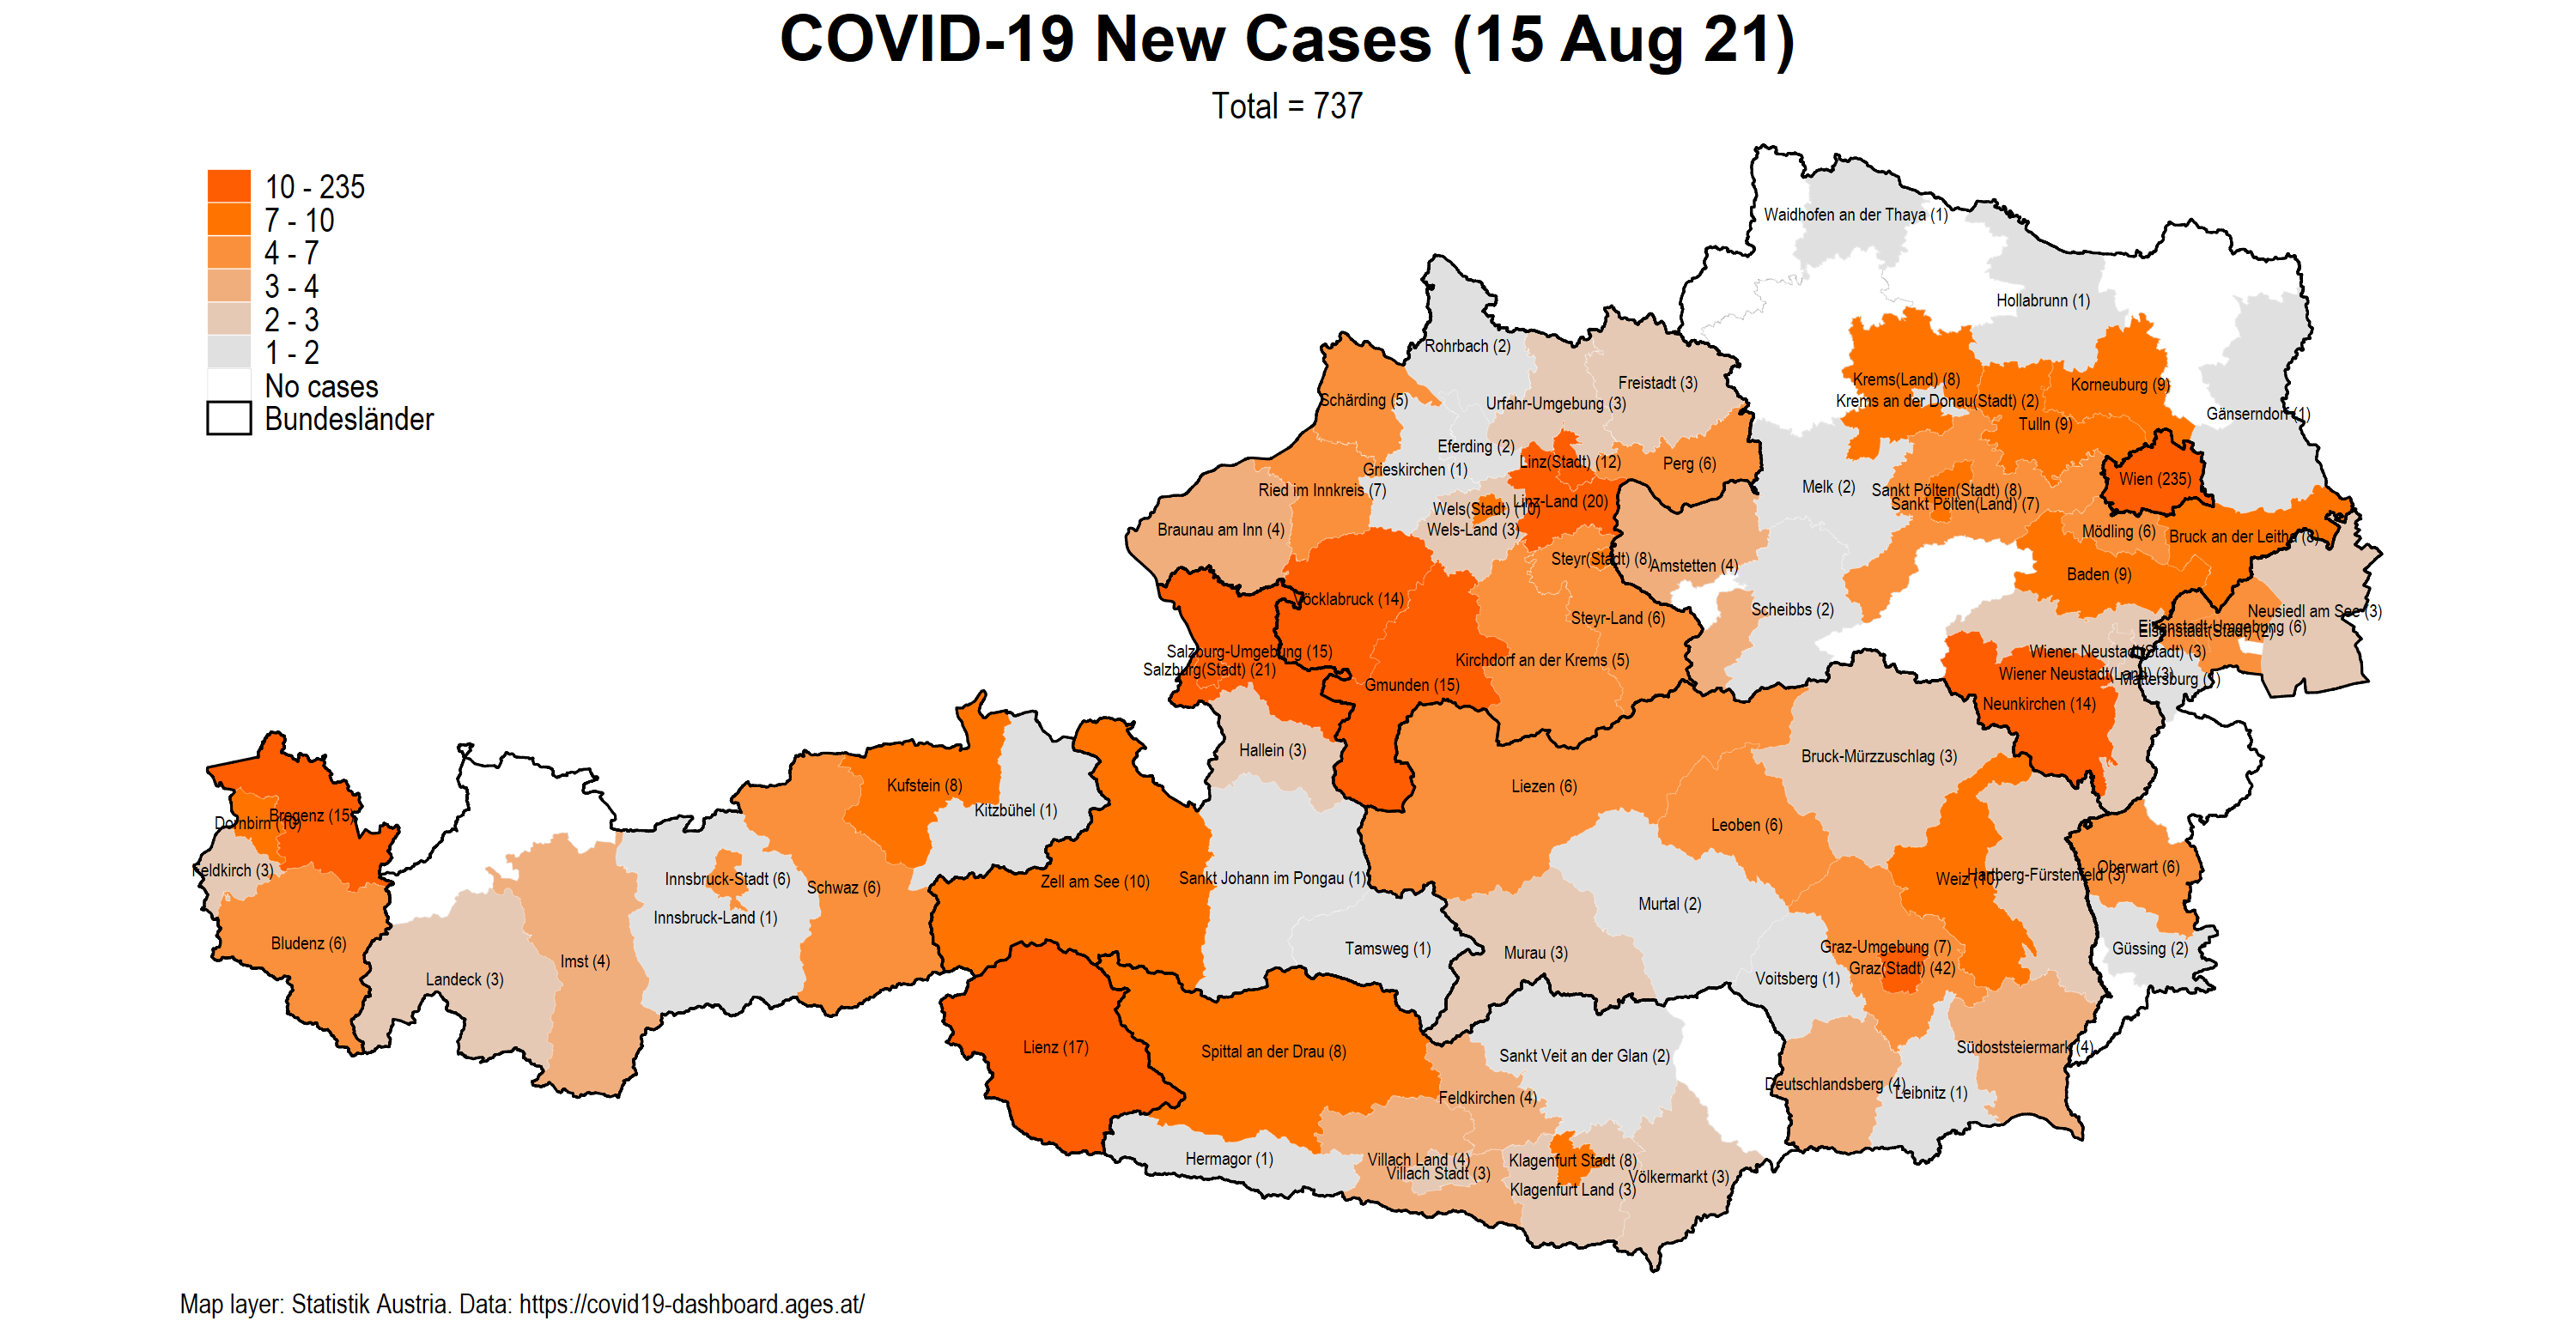 COVID-19 New Cases (15 Aug 21)
Total = 737
10 - 235
7 - 10
4 - 7
3 - 4
2 - 3
1 - 2
No cases
Bundesländer
Waidhofen an der Thaya (1)
Hollabrunn (1)
Rohrbach (2)
Freistadt (3)
Krems(Land) (8)
Korneuburg (9)
Schärding (5)
Urfahr-Umgebung (3)
Krems an der Donau(Stadt) (2)
Gänserndorf (1)
Tulln (9)
Eferding (2)
Grieskirchen (1)
Linz(Stadt) (12)
Perg (6)
Wien (235)
Ried im Innkreis (7)
Melk (2)
Sankt Pölten(Stadt) (8)
Sankt Pölten(Land) (7)
Linz-Land (20)
Wels(Stadt) (10)
Braunau am Inn (4)
Wels-Land (3)
Mödling (6)
Bruck an der Leitha (8)
Steyr(Stadt) (8)
Amstetten (4)
Baden (9)
Vöcklabruck (14)
Scheibbs (2)
Neusiedl am See (3)
Steyr-Land (6)
Eisenstadt-Umgebung (6)
Eisenstadt(Stadt) (2)
Salzburg-Umgebung (15)
Wiener Neustadt(Stadt) (3)
Kirchdorf an der Krems (5)
Salzburg(Stadt) (21)
Wiener Neustadt(Land) (3)
Mattersburg
Gmunden (15)
Neunkirchen (14)
Hallein (3)
Bruck-Mürzzuschlag (3)
Kufstein (8)
Liezen (6)
Kitzbühel (1)
Bregenz (15)
Dornbirn (10)
Leoben (6)
Feldkirch (3)
Innsbruck-Stadt (6)
Schwaz (6)
Zell am See (10)
Sankt Johann im Pongau (1)
Weiz (10)
Hartberg-Fürstenfeld (3)
Oberwart (6)
Innsbruck-Land (1)
Murtal (2)
Bludenz (6)
Imst (4)
Tamsweg (1)
Murau (3)
Graz-Umgebung (7)
Güssing (2)
Landeck (3)
Graz(Stadt) (42)
Voitsberg (1)
Lienz (17)
Spittal an der Drau (8)
Sankt Veit an der Glan (2)
Südoststeiermark (4)
Deutschlandsberg (4)
Leibnitz (1)
Feldkirchen (4)
Hermagor (1)
Villach Land (4)
Klagenfurt Stadt (8)
Villach Stadt (3)
Völkermarkt (3)
Klagenfurt Land (3)
Map layer: Statistik Austria. Data: https://covid19-dashboard.ages.at/